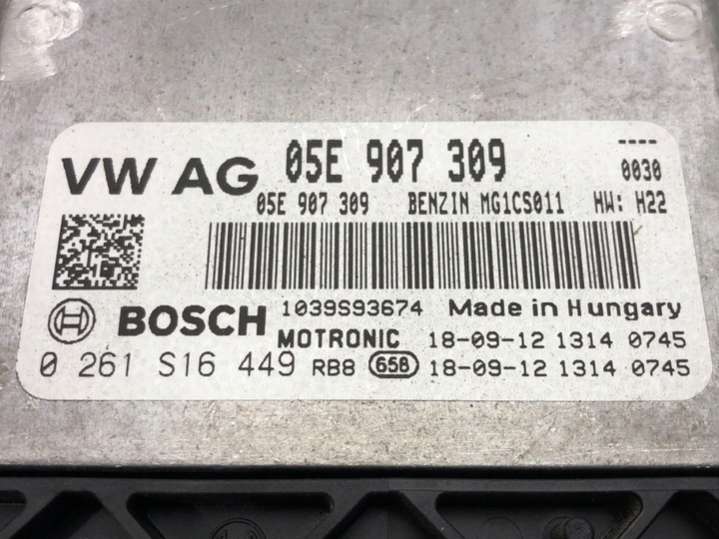 VW AG 05E 907 309 ----
0030
05E 907 309 BENZIN MG1CS011 HW: H22
1039S93674 Made in Hungary
BOSCH MOTRONIC 18-09-12 1314 0745
0 261 S16 449 RB8 658 18-09-12 1314 0745